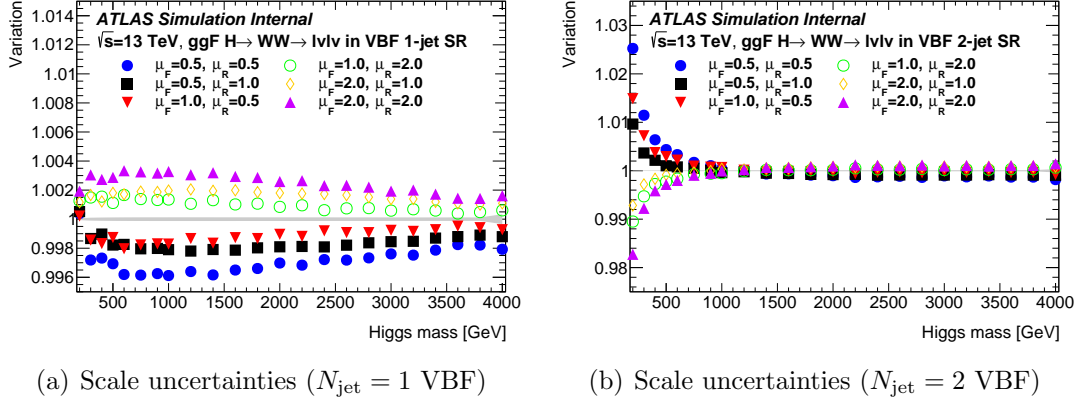 ATLAS Simulation Internal
√s=13 TeV, ggF H→ WW→ lvlv in VBF 1-jet SR
μF=0.5, μR=0.5 μF=1.0, μR=2.0
μF=0.5, μR=1.0 μF=2.0, μR=1.0
μF=1.0, μR=0.5 μF=2.0, μR=2.0
Variation
1.014
1.012
1.01
1.008
1.006
1.004
1.002
1
0.998
0.996
500 1000 1500 2000 2500 3000 3500 4000
Higgs mass [GeV]
(a) Scale uncertainties (Njet = 1 VBF)
ATLAS Simulation Internal
√s=13 TeV, ggF H→ WW→ lvlv in VBF 2-jet SR
μF=0.5, μR=0.5 μF=1.0, μR=2.0
μF=0.5, μR=1.0 μF=2.0, μR=1.0
μF=1.0, μR=0.5 μF=2.0, μR=2.0
Variation
1.03
1.02
1.01
1
0.99
0.98
500 1000 1500 2000 2500 3000 3500 4000
Higgs mass [GeV]
(b) Scale uncertainties (Njet = 2 VBF)